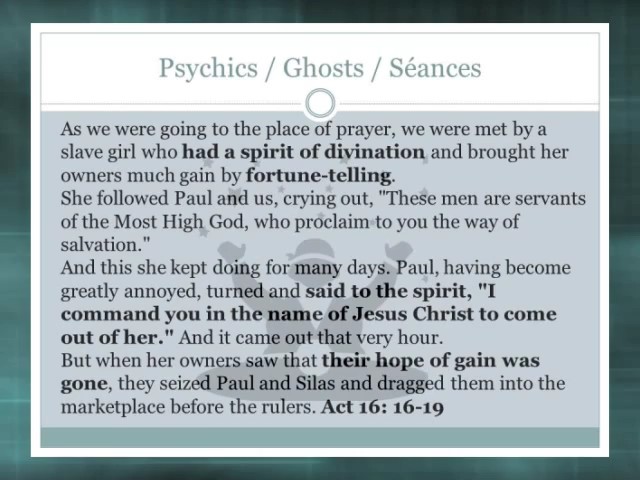 Psychics / Ghosts / Séances
As we were going to the place of prayer, we were met by a
slave girl who had a spirit of divination and brought her
owners much gain by fortune-telling.
She followed Paul and us, crying out, "These men are servants
of the Most High God, who proclaim to you the way of
salvation."
And this she kept doing for many days. Paul, having become
greatly annoyed, turned and said to the spirit, "I
command you in the name of Jesus Christ to come
out of her." And it came out that very hour.
But when her owners saw that their hope of gain was
gone, they seized Paul and Silas and dragged them into the
marketplace before the rulers. Act 16: 16-19